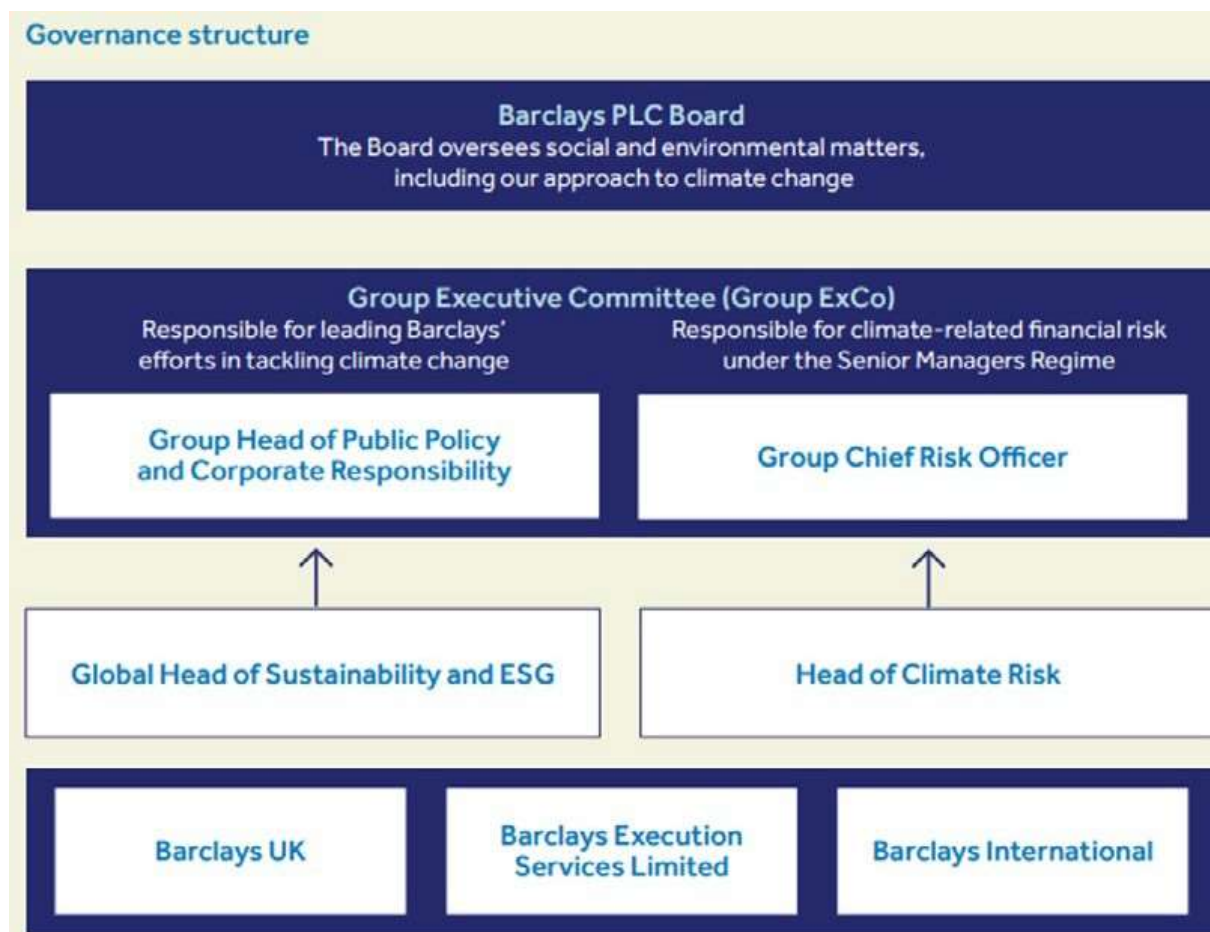 Governance structure
Barclays PLC Board
The Board oversees social and environmental matters,
including our approach to climate change
Group Executive Committee (Group ExCo)
Responsible for leading Barclays’
efforts in tackling climate change
Responsible for climate-related financial risk
under the Senior Managers Regime
Group Head of Public Policy
and Corporate Responsibility
Group Chief Risk Officer
Global Head of Sustainability and ESG
Head of Climate Risk
Barclays UK
Barclays Execution
Services Limited
Barclays International